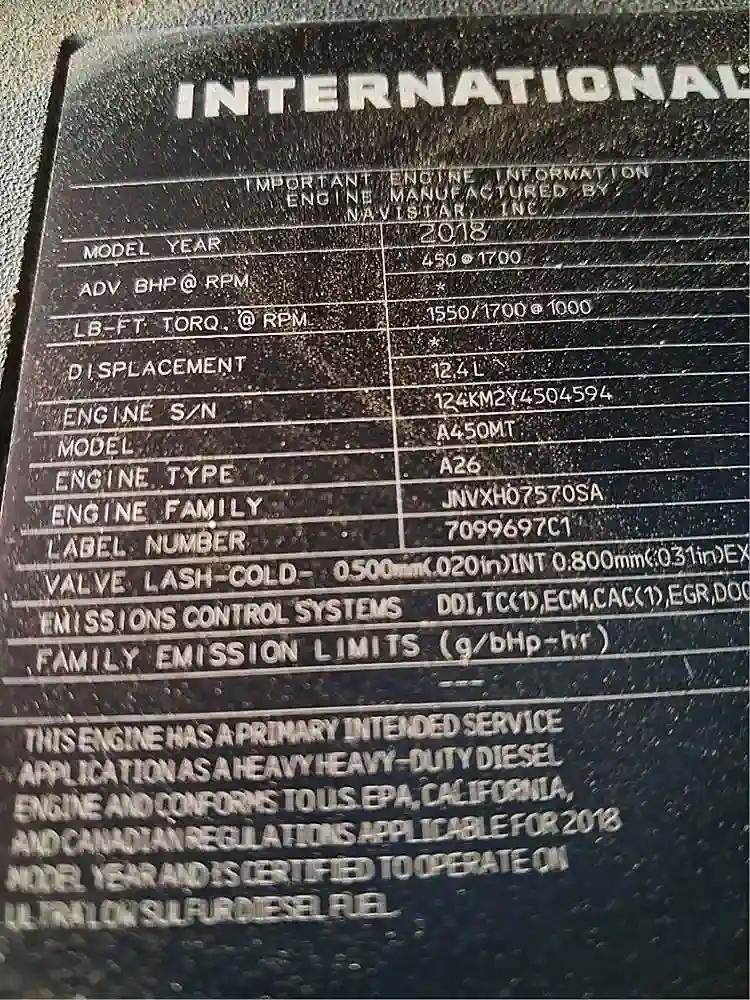 INTERNATIONAL
IMPORTANT ENGINE INFORMATION
ENGINE MANUFACTURED BY:
NAVISTAR, INC
MODEL YEAR 2018
ADV BHP@ RPM 450@1700
*
LB-FT TORQ. @ RPM 1550/1700@1000
*
DISPLACEMENT 12.4L
ENGINE S/N 124KM2Y4504594
MODEL A450MT
ENGINE TYPE A26
ENGINE FAMILY JNVXH0757OSA
LABEL NUMBER 7099697C1
VALVE LASH-COLD- 0.500mm(.020in)INT 0.800mm(.031in)EX
EMISSIONS CONTROL SYSTEMS DDI,TC(1),ECM,CAC(1),EGR,DOC
FAMILY EMISSION LIMITS (g/bHp-hr)
---
THIS ENGINE HAS A PRIMARY INTENDED SERVICE
APPLICATION AS A HEAVY HEAVY-DUTY DIESEL
ENGINE AND CONFORMS TO U.S. EPA, CALIFORNIA,
AND CANADIAN REGULATIONS APPLICABLE FOR 2018
MODEL YEAR AND IS CERTIFIED TO OPERATE ON
ULTRA LOW SULFUR DIESEL FUEL.